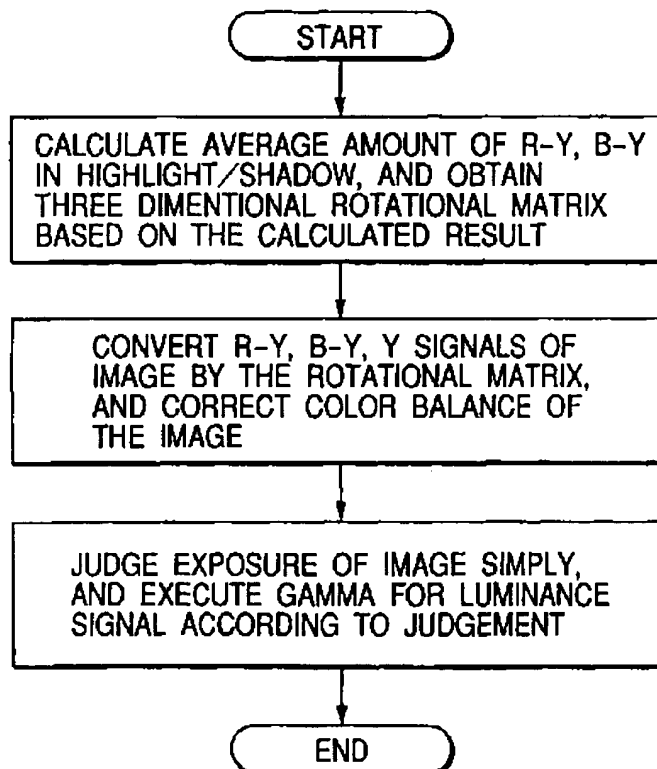 START
CALCULATE AVERAGE AMOUNT OF R-Y, B-Y
IN HIGHLIGHT/SHADOW, AND OBTAIN
THREE DIMENTIONAL ROTATIONAL MATRIX
BASED ON THE CALCULATED RESULT
CONVERT R-Y, B-Y, Y SIGNALS OF
IMAGE BY THE ROTATIONAL MATRIX,
AND CORRECT COLOR BALANCE OF
THE IMAGE
JUDGE EXPOSURE OF IMAGE SIMPLY,
AND EXECUTE GAMMA FOR LUMINANCE
SIGNAL ACCORDING TO JUDGEMENT
END